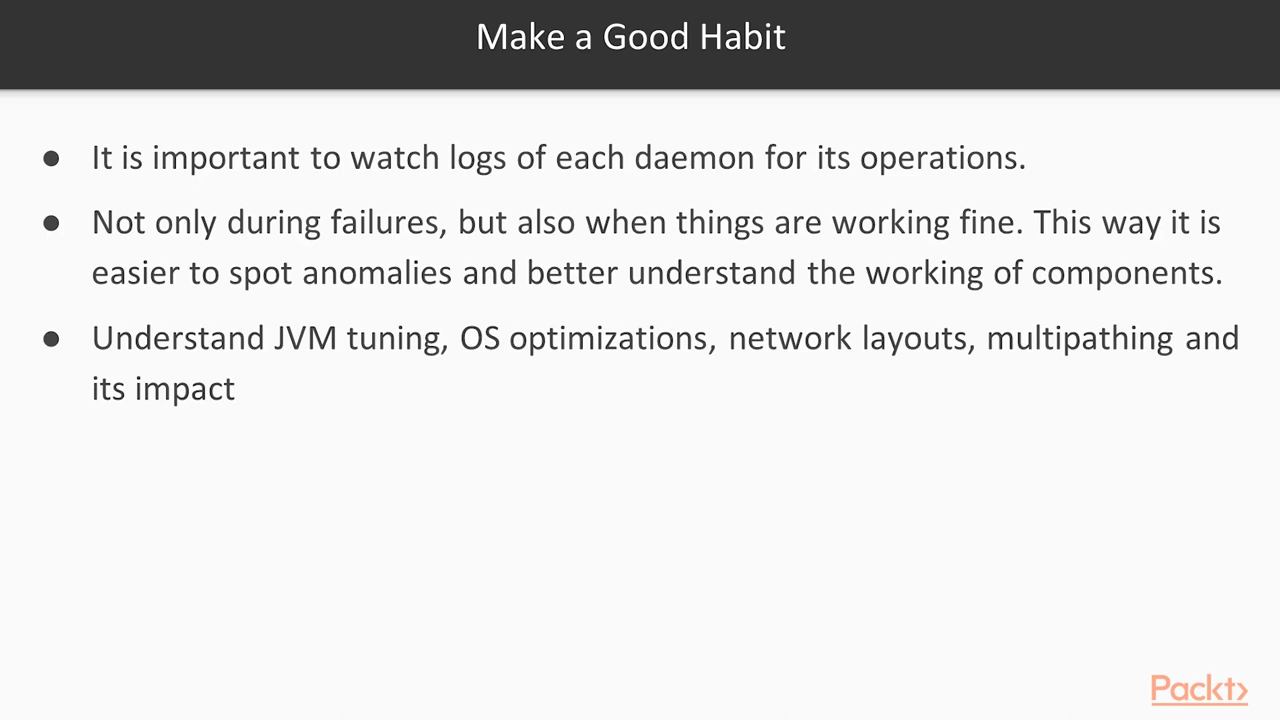 Make a Good Habit
● It is important to watch logs of each daemon for its operations.
● Not only during failures, but also when things are working fine. This way it is
easier to spot anomalies and better understand the working of components.
● Understand JVM tuning, OS optimizations, network layouts, multipathing and
its impact
Packt>